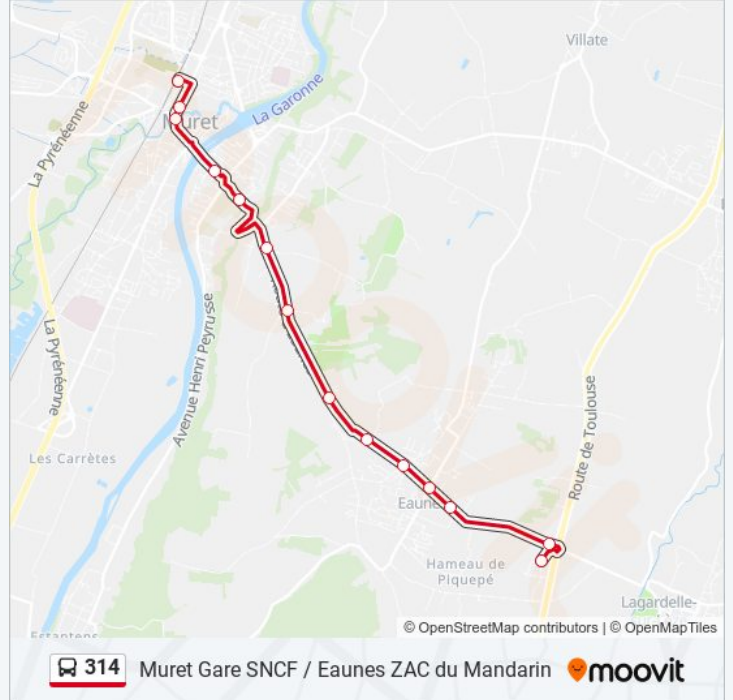 Villate
La Garonne
Muret
La Pyrénéenne
La Pyrénéenne
Avenue Henri Peyrusse
Route de Toulouse
Les Carrètes
Eaunes
Hameau de
Piquepé
Lagardelle-
Estantens
© OpenStreetMap contributors | © OpenMapTiles
314 Muret Gare SNCF / Eaunes ZAC du Mandarin moovit